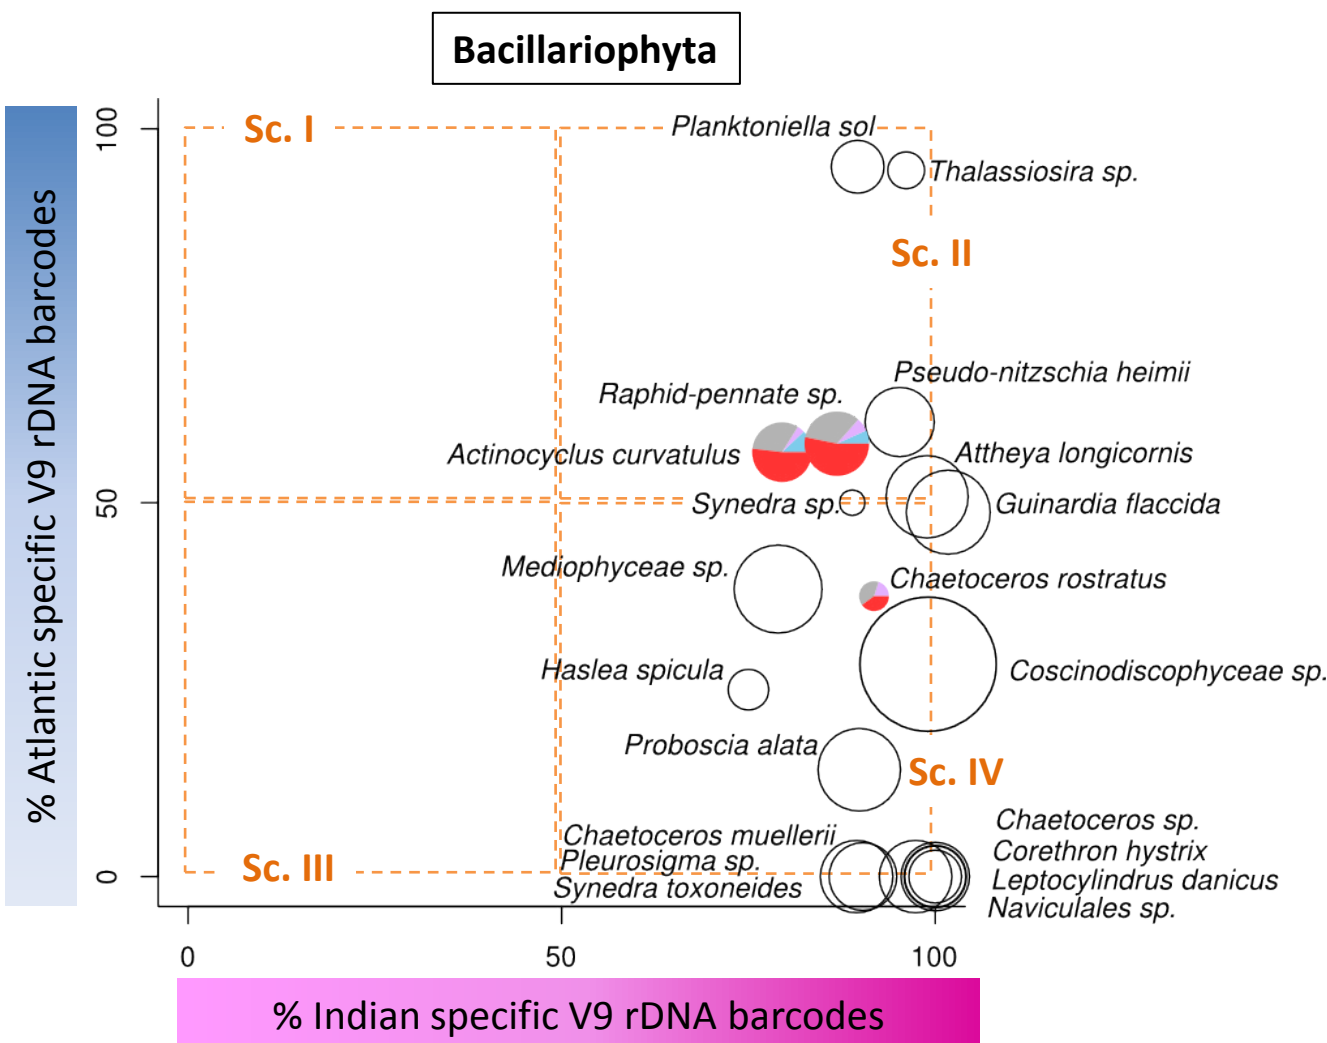 Bacillariophyta
% Atlantic specific V9 rDNA barcodes
100
50
0
Sc. I
Planktoniella sol
Thalassiosira sp.
Sc. II
Pseudo-nitzschia heimii
Raphid-pennate sp.
Actinocyclus curvatulus
Attheya longicornis
Synedra sp.
Guinardia flaccida
Mediophyceae sp.
Chaetoceros rostratus
Haslea spicula
Coscinodiscophyceae sp.
Proboscia alata
Sc. IV
Chaetoceros muellerii
Pleurosigma sp.
Synedra toxoneides
Sc. III
Chaetoceros sp.
Corethron hystrix
Leptocylindrus danicus
Naviculales sp.
0
50
100
% Indian specific V9 rDNA barcodes